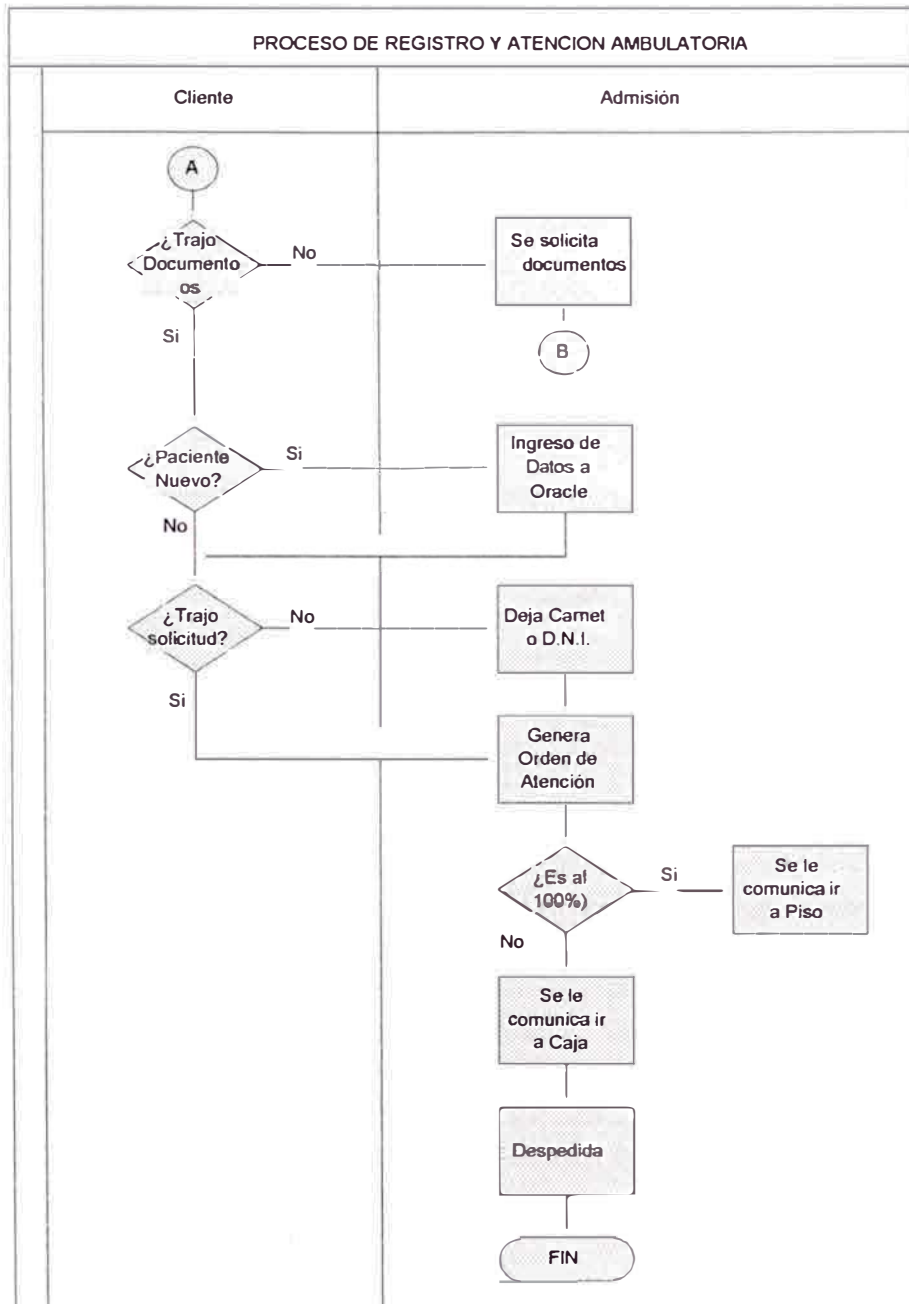 PROCESO DE REGISTRO Y ATENCION AMBULATORIA
Cliente
Admisión
A
¿Trajo
Documento
os
No
Se solicita
documentos
Si
B
¿Paciente
Nuevo?
Si
Ingreso de
Datos a
Oracle
No
¿Trajo
solicitud?
No
Deja Carnet
o D.N.I.
Si
Genera
Orden de
Atención
¿Es al
100%)
Si
Se le
comunica ir
a Piso
No
Se le
comunica ir
a Caja
Despedida
FIN